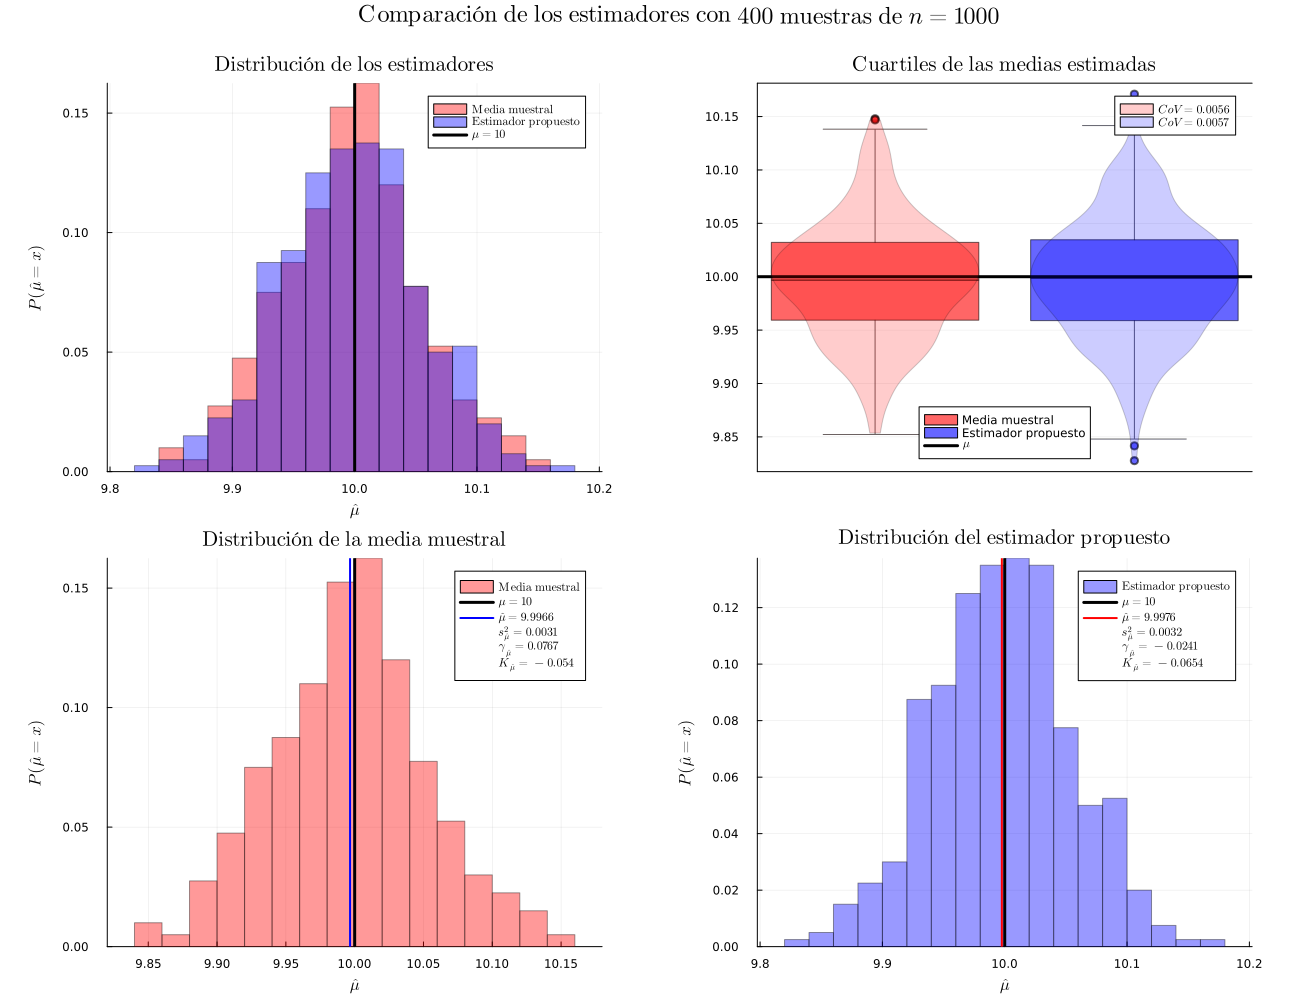 Comparación de los estimadores con 400 muestras de n = 1000
Distribución de los estimadores
Media muestral
Estimador propuesto
μ = 10
P(μ̂ = x)
0.15
0.10
0.05
0.00
9.8 9.9 10.0 10.1 10.2
μ̂
Cuartiles de las medias estimadas
CoV = 0.0056
CoV = 0.0057
10.15
10.10
10.05
10.00
9.95
9.90
9.85
Media muestral
Estimador propuesto
μ
Distribución de la media muestral
Media muestral
μ = 10
μ̂ = 9.9966
s²_μ̂ = 0.0031
γ_μ̂ = 0.0767
K_μ̂ = −0.054
P(μ̂ = x)
0.15
0.10
0.05
0.00
9.85 9.90 9.95 10.00 10.05 10.10 10.15
μ̂
Distribución del estimador propuesto
Estimador propuesto
μ = 10
μ̂ = 9.9976
s²_μ̂ = 0.0032
γ_μ̂ = −0.0241
K_μ̂ = −0.0654
P(μ̂ = x)
0.12
0.10
0.08
0.06
0.04
0.02
0.00
9.8 9.9 10.0 10.1 10.2
μ̂